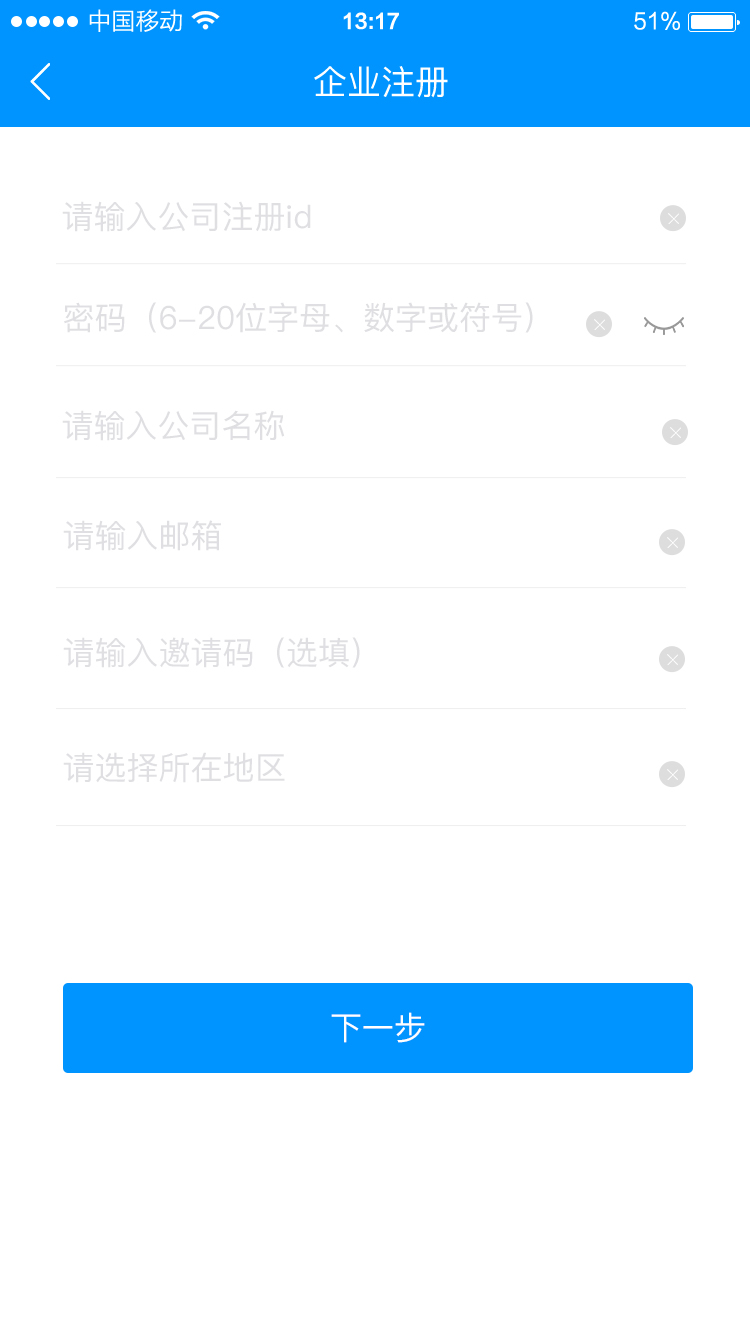 中国移动 13:17 51%
企业注册
请输入公司注册id
密码（6-20位字母、数字或符号）
请输入公司名称
请输入邮箱
请输入邀请码（选填）
请选择所在地区
下一步